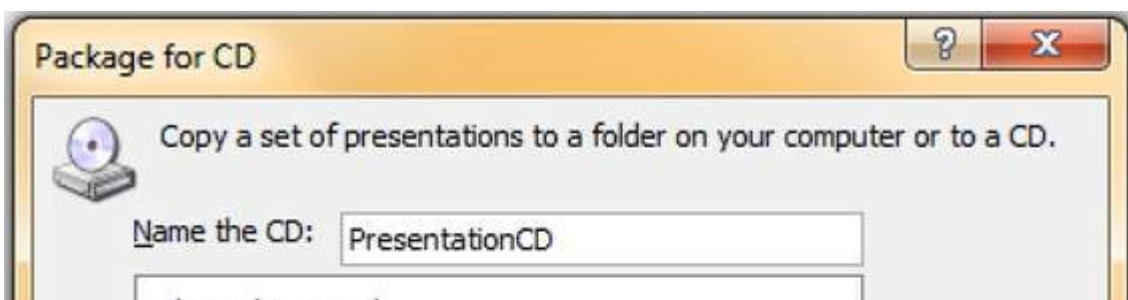 Package for CD
Copy a set of presentations to a folder on your computer or to a CD.
Name the CD: PresentationCD